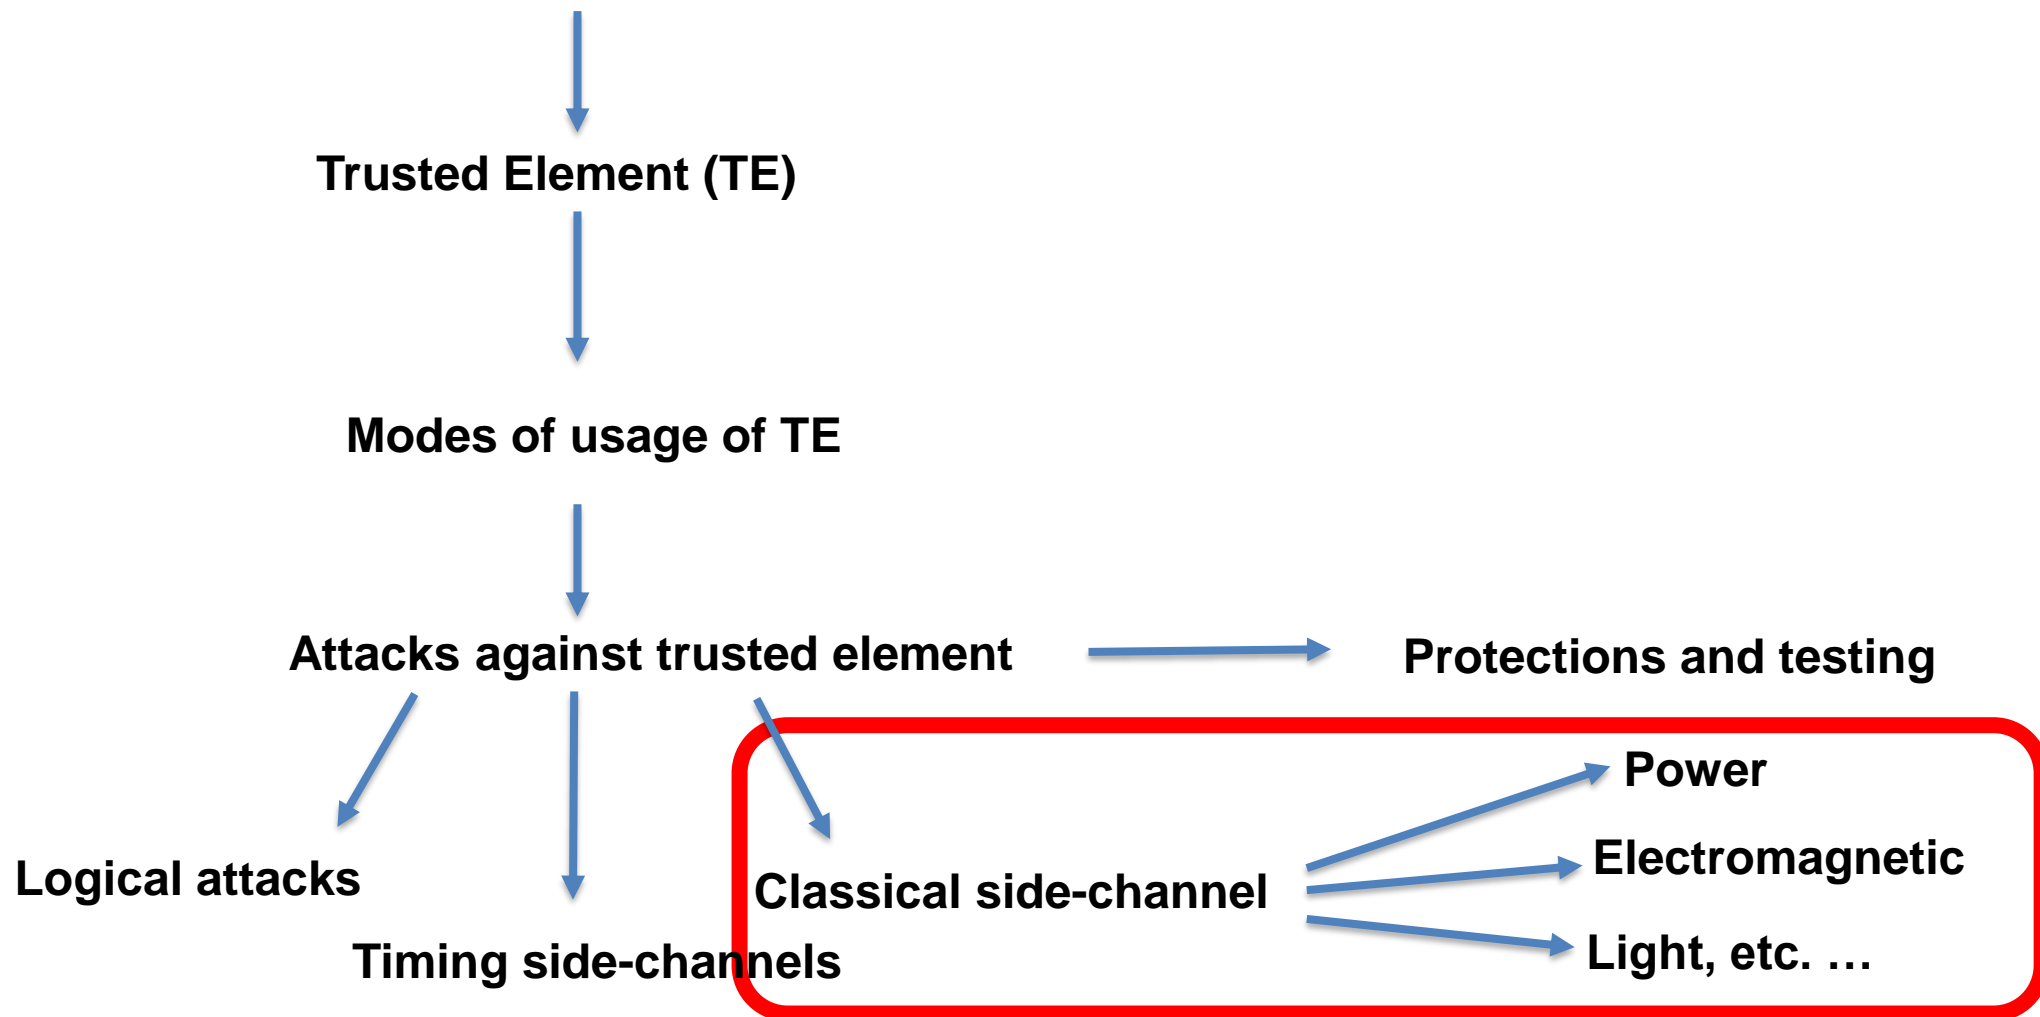 Trusted Element (TE)
Modes of usage of TE
Attacks against trusted element
Protections and testing
Power
Electromagnetic
Logical attacks
Classical side-channel
Light, etc. …
Timing side-channels